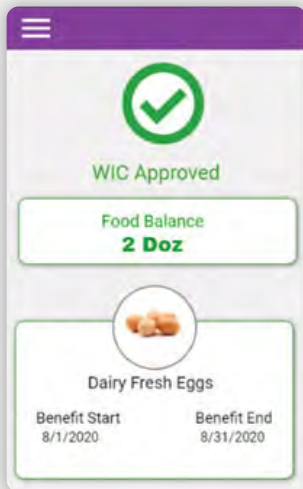 WIC Approved
Food Balance
2 Doz
Dairy Fresh Eggs
Benefit Start Benefit End
8/1/2020 8/31/2020